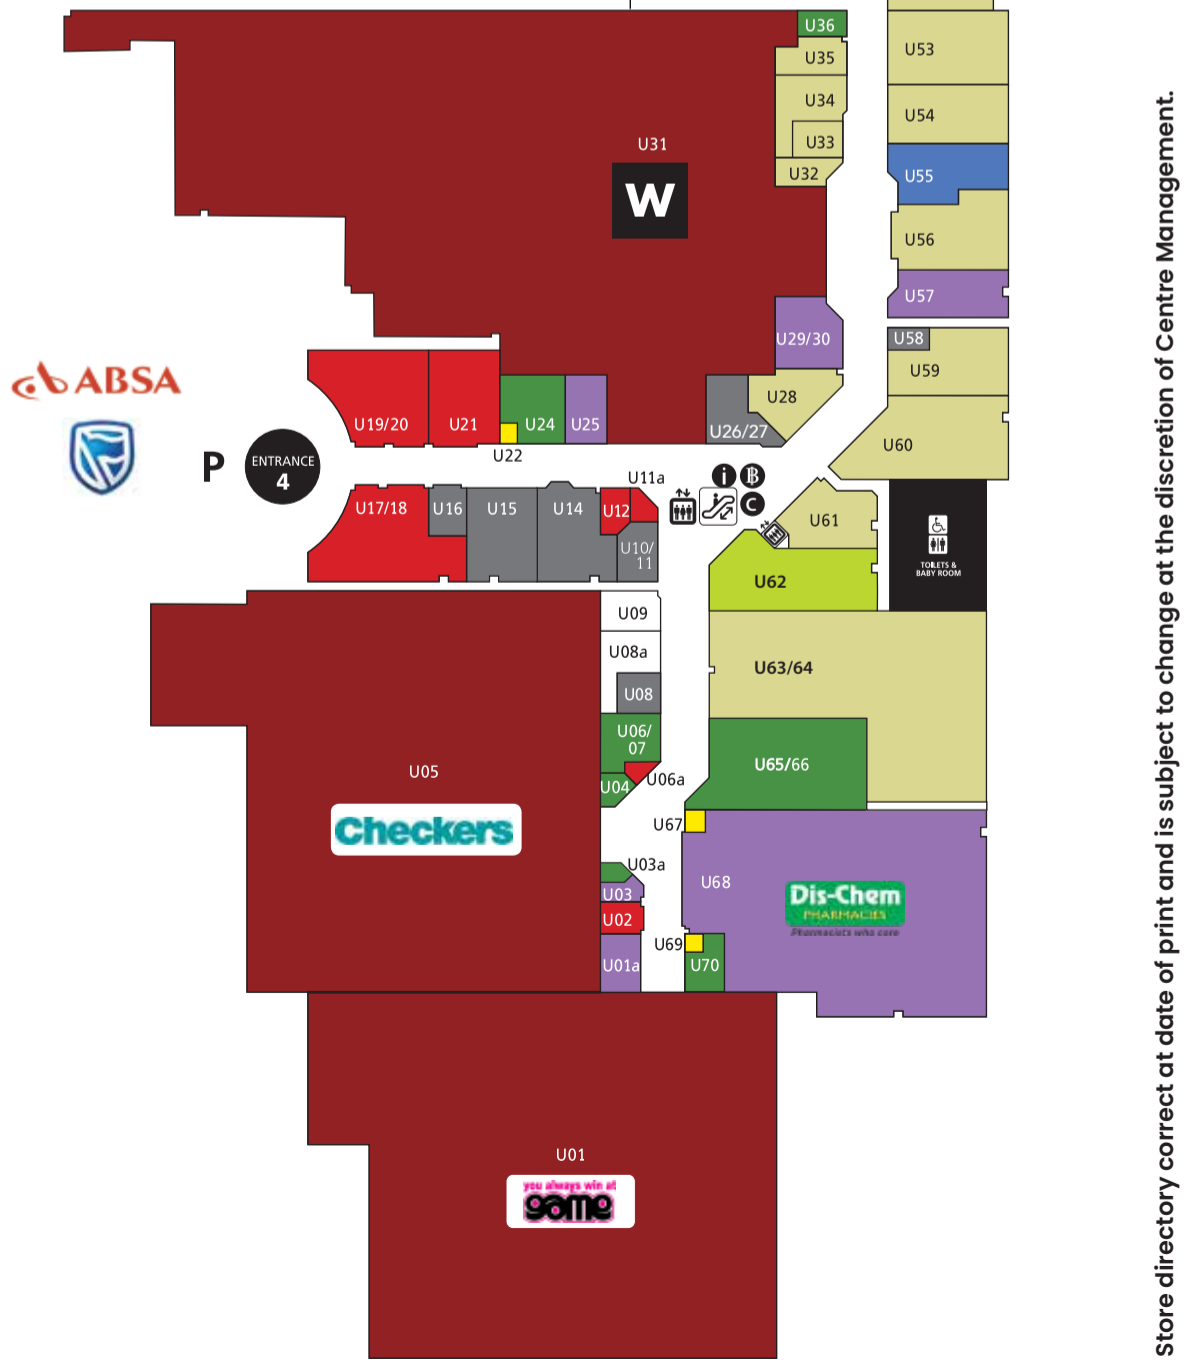 U36
U35
U34
U33
U32
U31
W
U53
U54
U55
U56
U57
U58
U59
U60
U29/30
U28
U26/27
ABSA
P
ENTRANCE
4
U19/20
U21
U24
U25
U22
U17/18
U16
U15
U14
U12
U11a
U10/
11
i
B
C
U61
U62
TOILETS &
BABY ROOM
U09
U08a
U08
U06/
07
U06a
U04
U63/64
U65/66
U05
Checkers
U67
U68
Dis-Chem
PHARMACIES
Pharmacists who care
U03a
U03
U02
U01a
U69
U70
U01
you always win at
game
Store directory correct at date of print and is subject to change at the discretion of Centre Management.